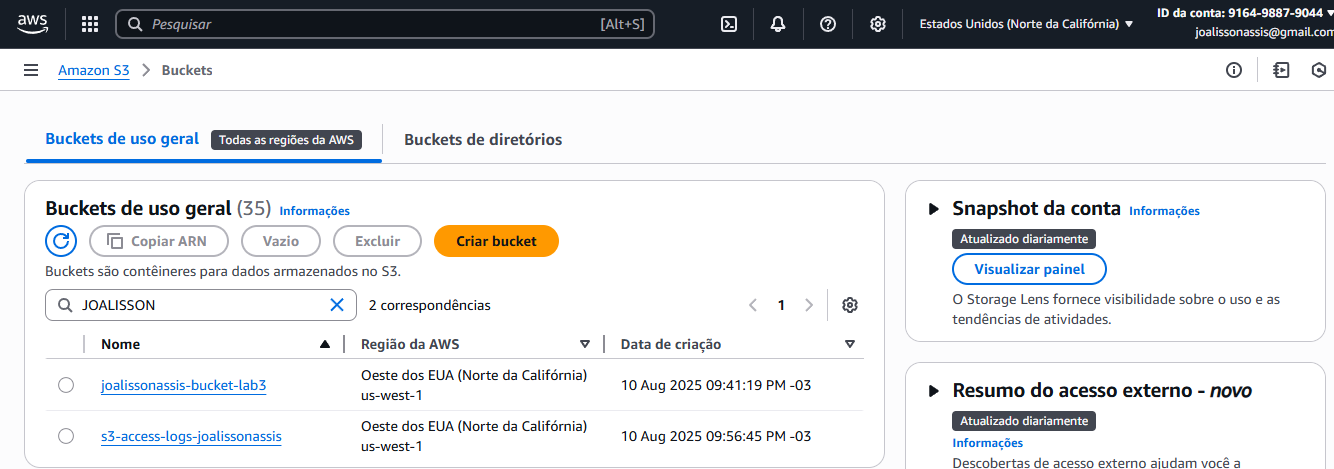 aws
Pesquisar [Alt+S]
Estados Unidos (Norte da Califórnia)
ID da conta: 9164-9887-9044
joalissonassis@gmail.com
Amazon S3 > Buckets
Buckets de uso geral Todas as regiões da AWS
Buckets de diretórios
Buckets de uso geral (35) Informações
Copiar ARN Vazio Excluir Criar bucket
Buckets são contêineres para dados armazenados no S3.
JOALISSON 2 correspondências 1
Nome Região da AWS Data de criação
joalissonassis-bucket-lab3 Oeste dos EUA (Norte da Califórnia) 10 Aug 2025 09:41:19 PM -03
us-west-1
s3-access-logs-joalissonassis Oeste dos EUA (Norte da Califórnia) 10 Aug 2025 09:56:45 PM -03
us-west-1
Snapshot da conta Informações
Atualizado diariamente
Visualizar painel
O Storage Lens fornece visibilidade sobre o uso e as
tendências de atividades.
Resumo do acesso externo - novo
Atualizado diariamente
Informações
Descobertas de acesso externo ajudam você a